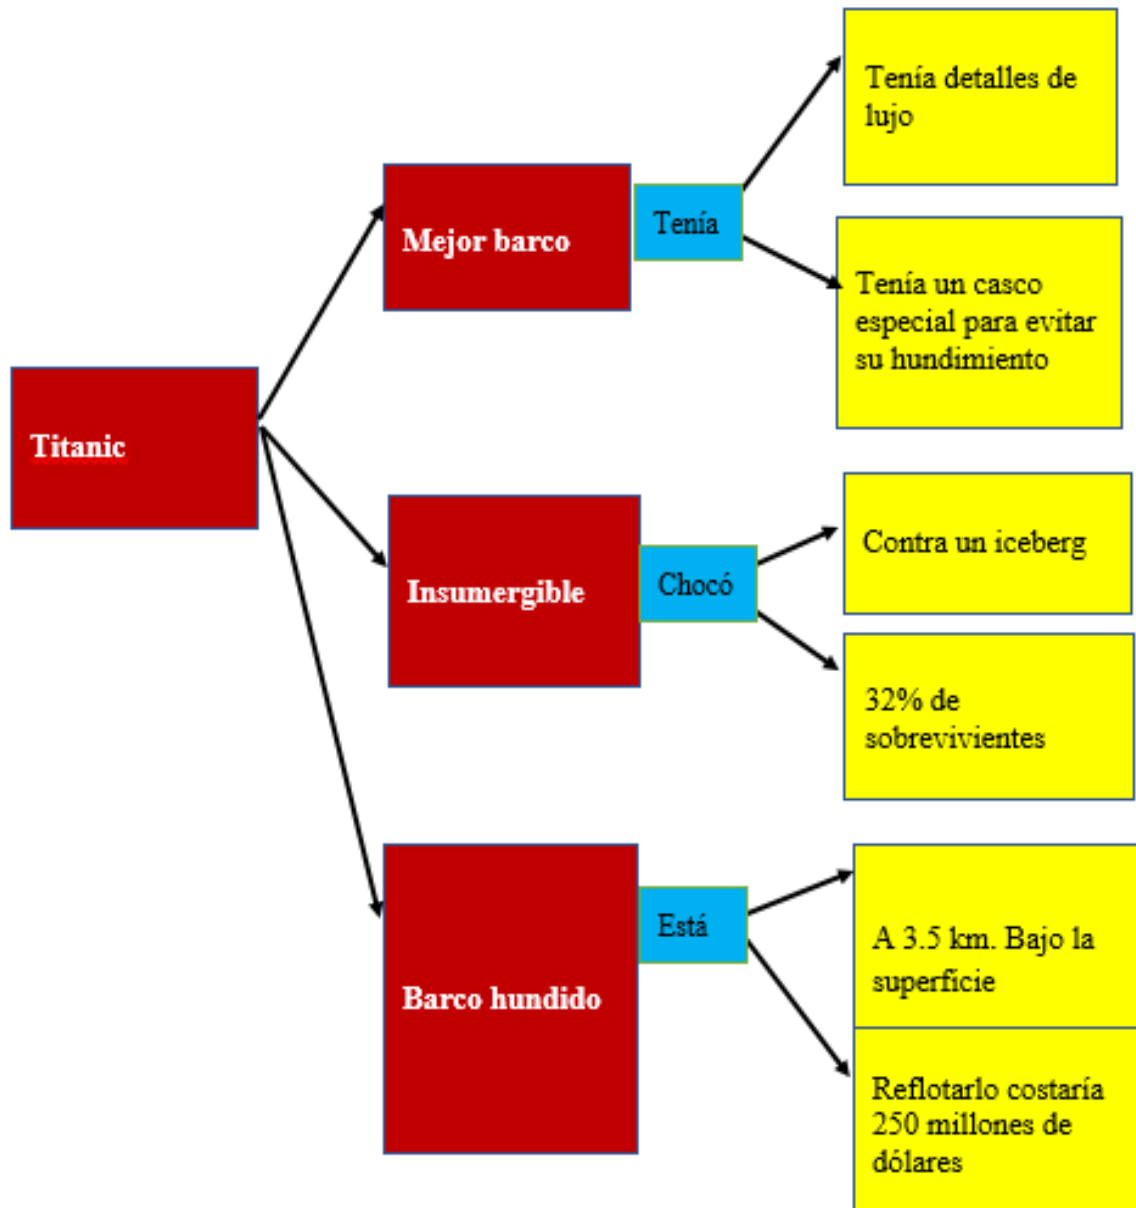 Titanic
Mejor barco
Tenía
Tenía detalles de
lujo
Tenía un casco
especial para evitar
su hundimiento
Insumergible
Chocó
Contra un iceberg
32% de
sobrevivientes
Barco hundido
Está
A 3.5 km. Bajo la
superfície
Reflotarlo costaría
250 millones de
dólares